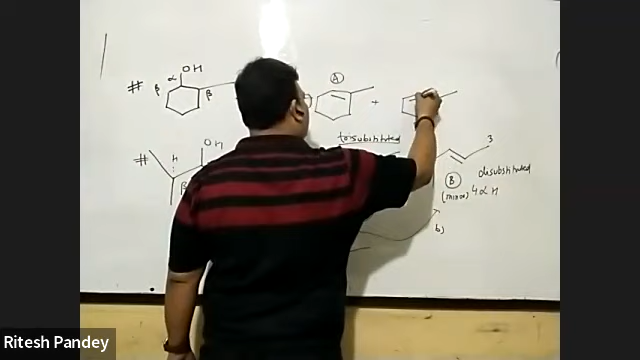 # α OH
β β
A
+
trisubstituted
# H OH
β
3
B disubstituted
(minor) 4αH
b)
Ritesh Pandey